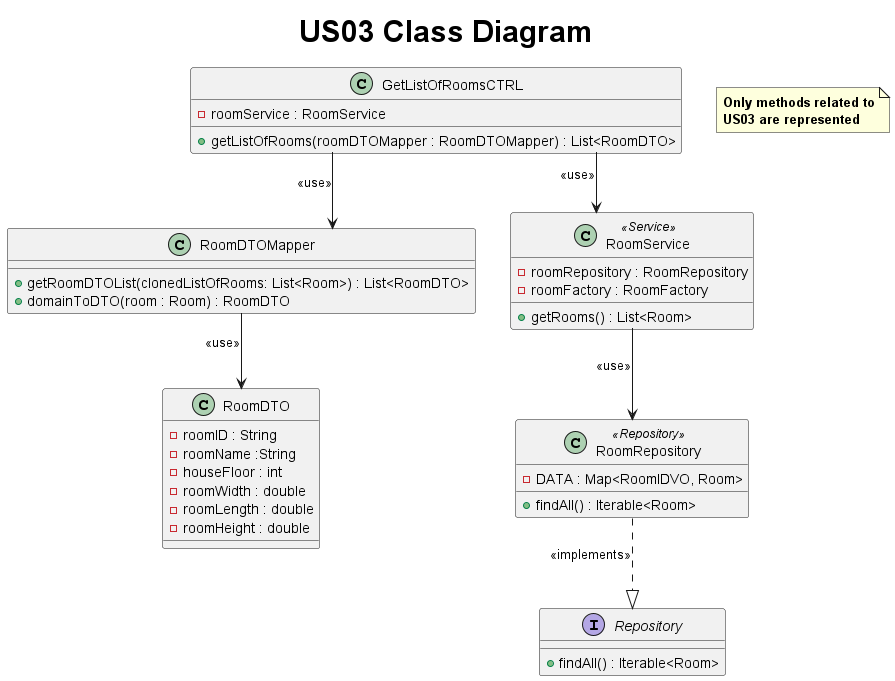 US03 Class Diagram
C GetListOfRoomsCTRL
roomService : RoomService
getListOfRooms(roomDTOMapper : RoomDTOMapper) : List<RoomDTO>
Only methods related to
US03 are represented
«use»
«use»
C RoomDTOMapper
getRoomDTOList(clonedListOfRooms: List<Room>) : List<RoomDTO>
domainToDTO(room : Room) : RoomDTO
«Service»
C RoomService
roomRepository : RoomRepository
roomFactory : RoomFactory
getRooms() : List<Room>
«use»
«use»
C RoomDTO
roomID : String
roomName :String
houseFloor : int
roomWidth : double
roomLength : double
roomHeight : double
«Repository»
C RoomRepository
DATA : Map<RoomIDVO, Room>
findAll() : Iterable<Room>
«implements»
I Repository
findAll() : Iterable<Room>